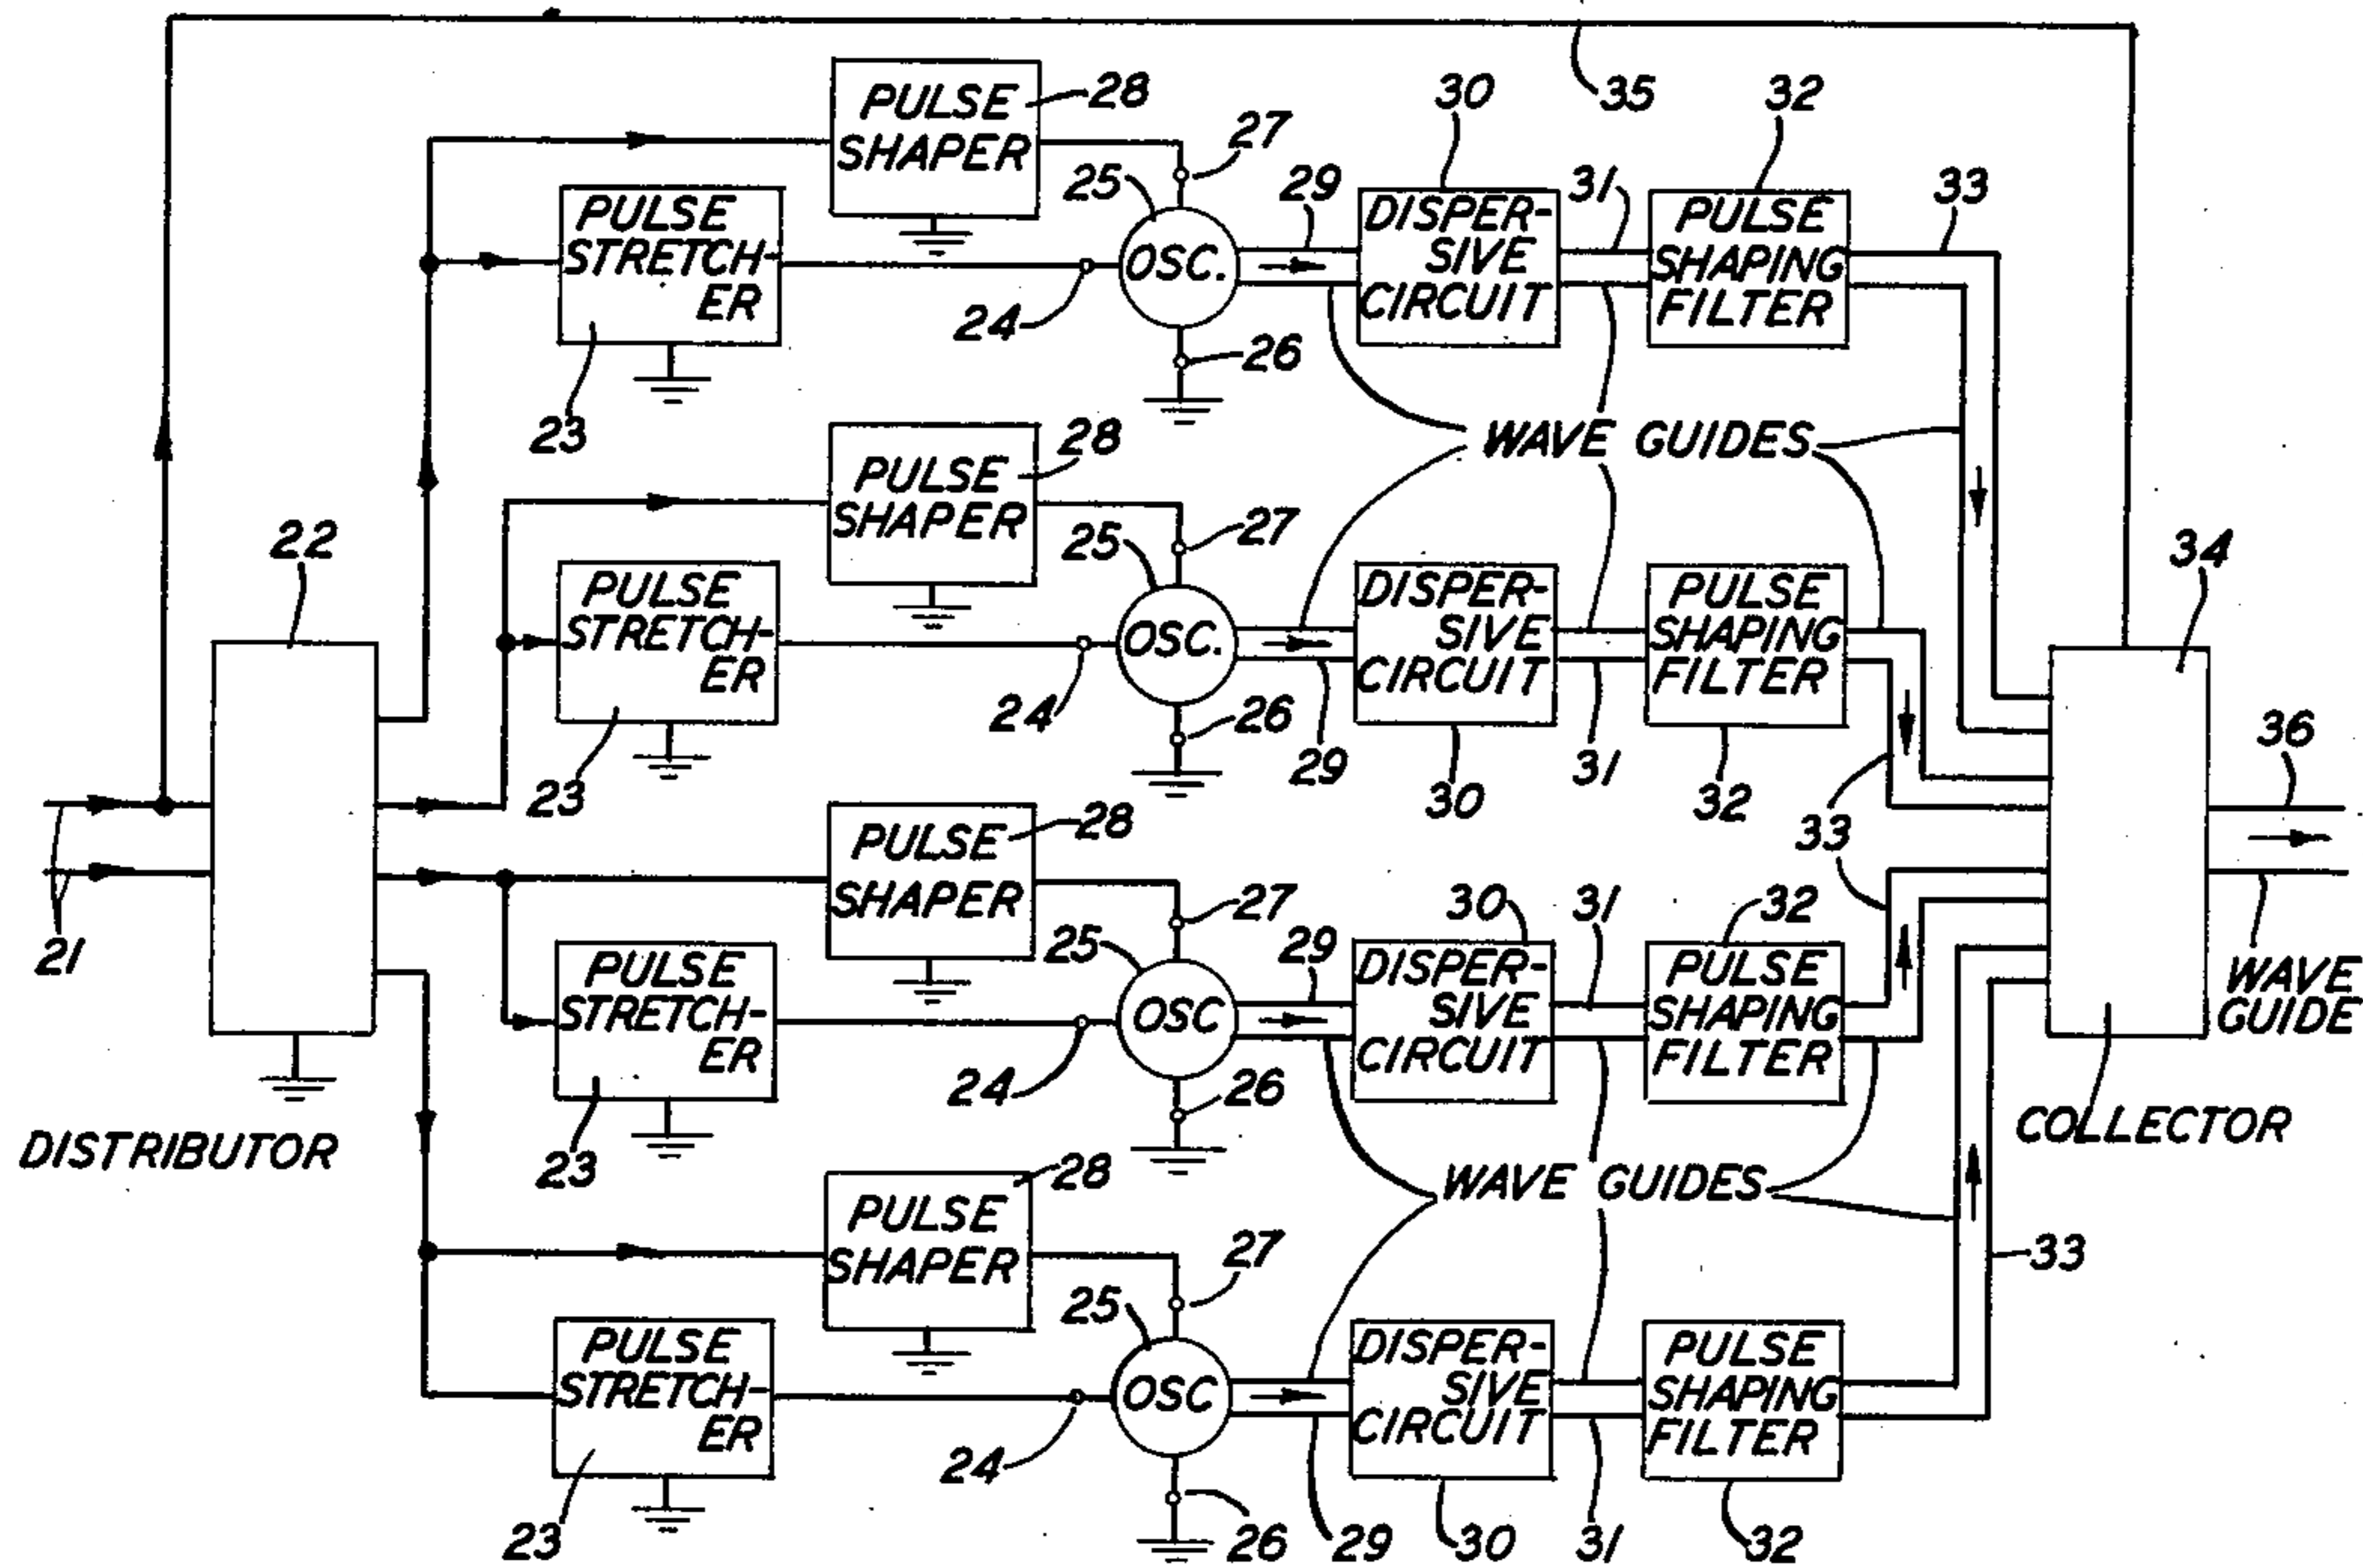 35
PULSE
SHAPER
28
27
30
32
25
29
31
33
PULSE
STRETCH-
ER
OSC.
DISPER-
SIVE
CIRCUIT
PULSE
SHAPING
FILTER
24
26
23
WAVE GUIDES
PULSE
SHAPER
28
27
25
22
34
PULSE
STRETCH-
ER
OSC.
DISPER-
SIVE
CIRCUIT
PULSE
SHAPING
FILTER
24
26
23
29
30
31
32
33
36
PULSE
SHAPER
28
27
25
29
30
31
32
21
PULSE
STRETCH-
ER
OSC
DISPER-
SIVE
CIRCUIT
PULSE
SHAPING
FILTER
WAVE
GUIDE
24
26
23
DISTRIBUTOR
COLLECTOR
WAVE GUIDES
PULSE
SHAPER
28
27
25
33
PULSE
STRETCH-
ER
OSC
DISPER-
SIVE
CIRCUIT
PULSE
SHAPING
FILTER
24
23
26
29
30
31
32